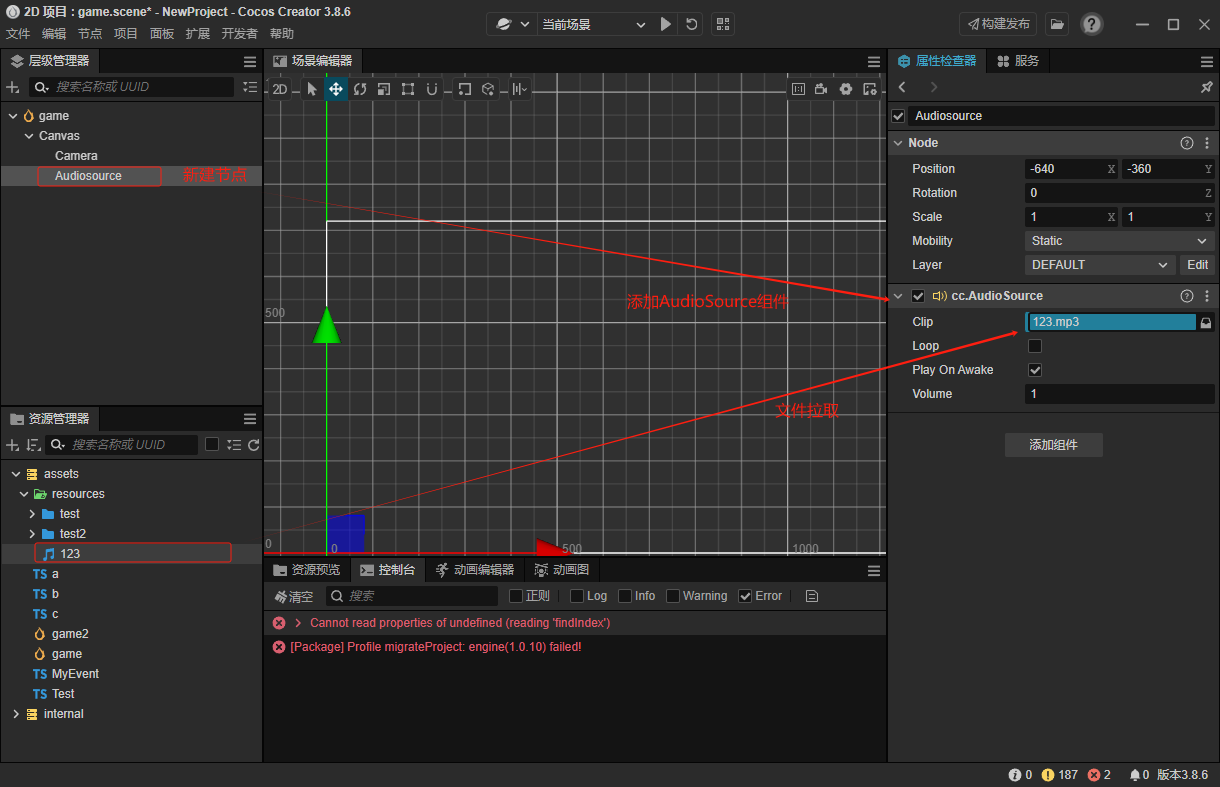 2D 项目 : game.scene* - NewProject - Cocos Creator 3.8.6
文件 编辑 节点 项目 面板 扩展 开发者 帮助
当前场景
构建发布
层级管理器
搜索名称或 UUID
game
Canvas
Camera
Audiosource
新建节点
资源管理器
搜索名称或 UUID
assets
resources
test
test2
123
TS a
TS b
TS c
game2
game
TS MyEvent
TS Test
internal
场景编辑器
2D
添加AudioSource组件
500
文件拉取
0
0
500
1000
资源预览 控制台 动画编辑器 动画图
清空 搜索 正则 Log Info Warning Error
Cannot read properties of undefined (reading 'findIndex')
[Package] Profile migrateProject: engine(1.0.10) failed!
属性检查器 服务
Audiosource
Node
Position -640 X -360 Y
Rotation 0 Z
Scale 1 X 1 Y
Mobility Static
Layer DEFAULT Edit
cc.AudioSource
Clip 123.mp3
Loop
Play On Awake
Volume 1
添加组件
0 187 2 0 版本3.8.6